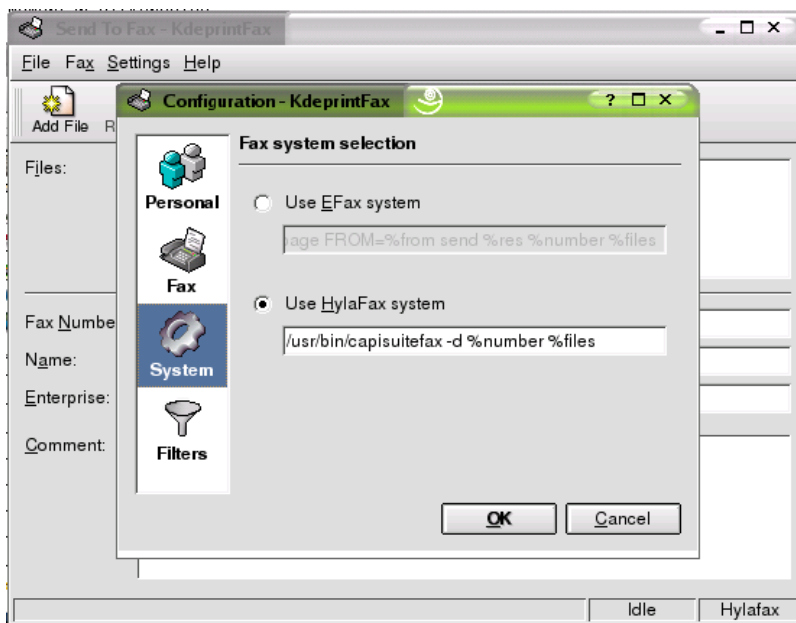 Send To Fax - KdeprintFax
File Fax Settings Help
Add File R
Configuration - KdeprintFax
Fax system selection
Personal
Fax
System
Filters
Use EFax system
page FROM=%from send %res %number %files
Use HylaFax system
/usr/bin/capisuitefax -d %number %files
OK Cancel
Files:
Fax Numbe
Name:
Enterprise:
Comment:
Idle Hylafax